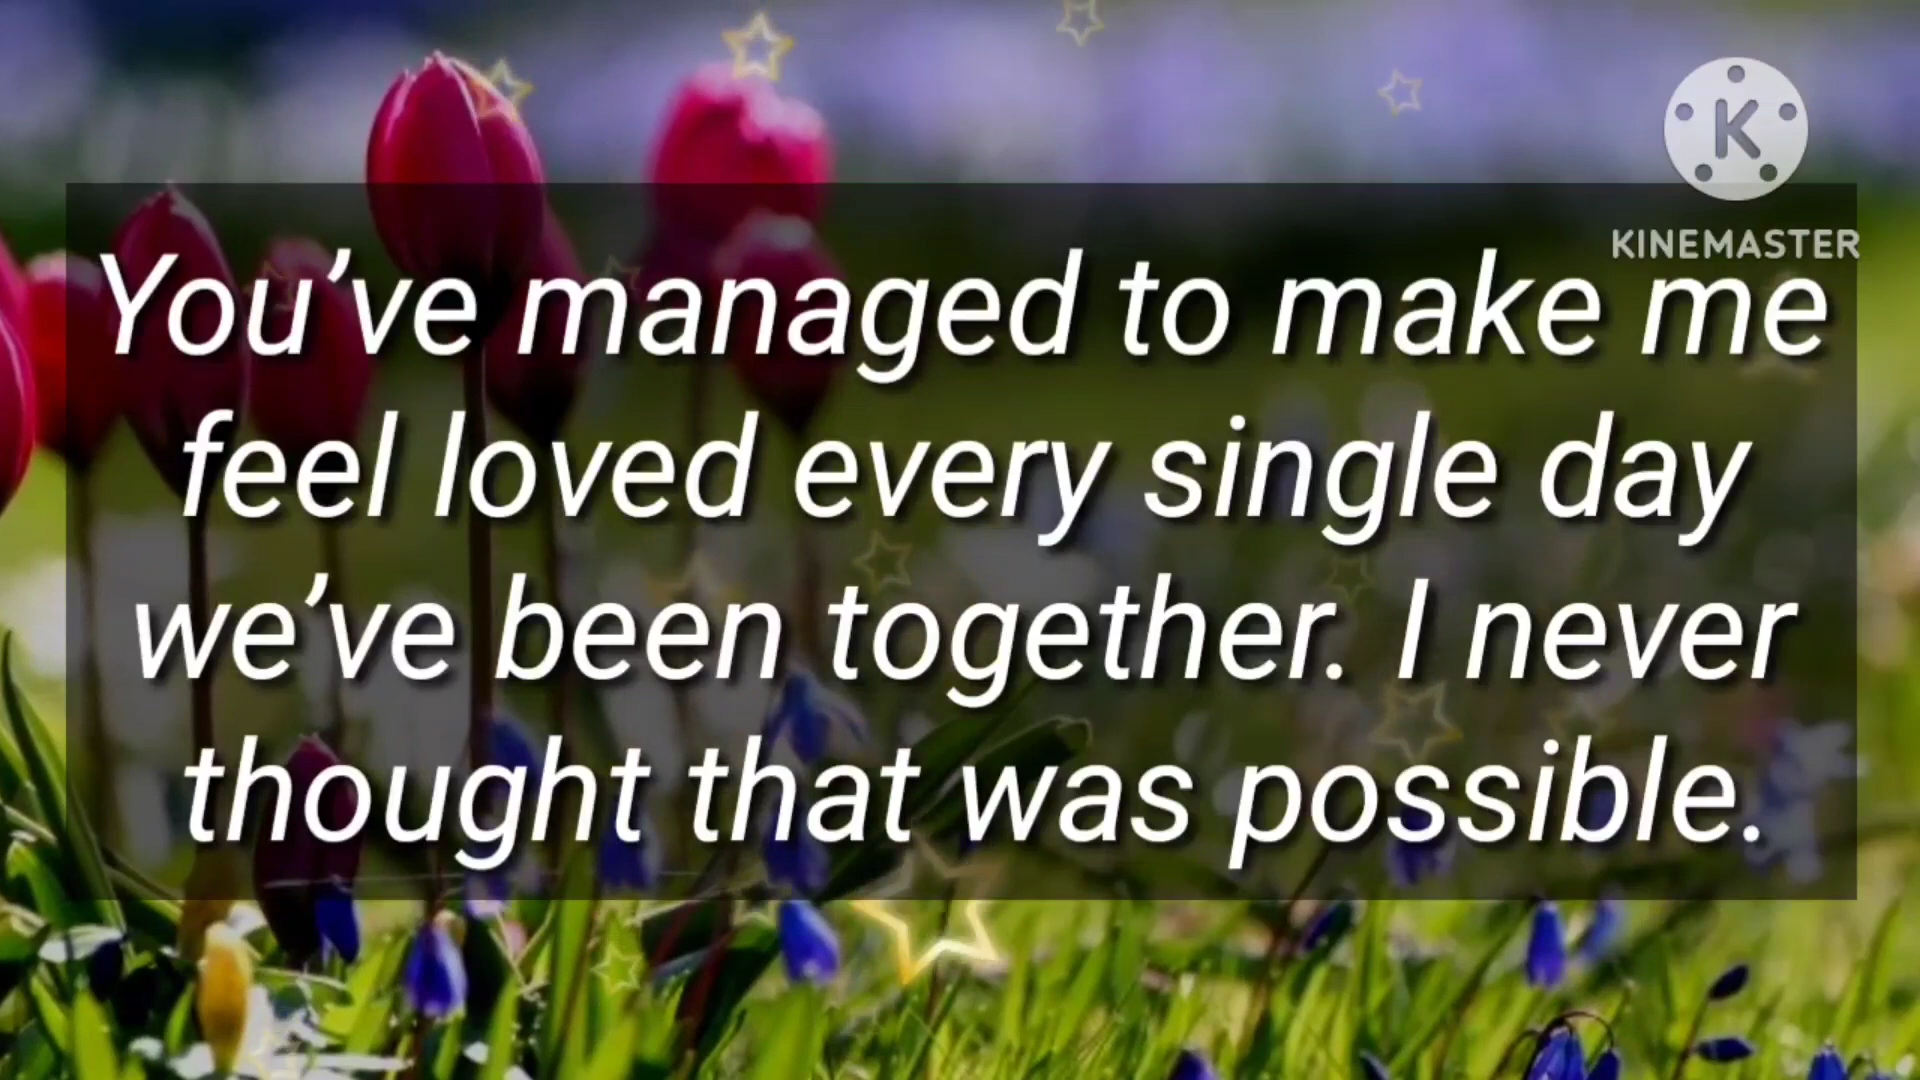 K
KINEMASTER
You’ve managed to make me
feel loved every single day
we’ve been together. I never
thought that was possible.